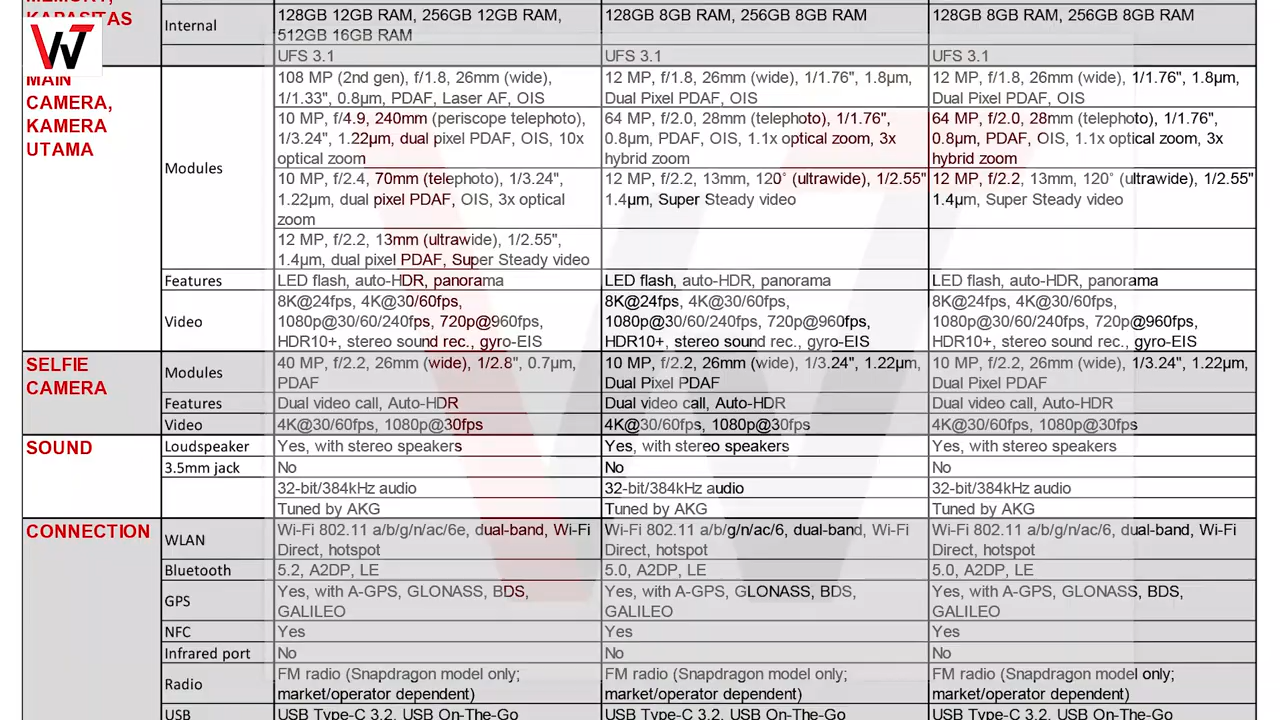 MEMORY,
KAPASITAS
Internal
128GB 12GB RAM, 256GB 12GB RAM,
512GB 16GB RAM
128GB 8GB RAM, 256GB 8GB RAM
128GB 8GB RAM, 256GB 8GB RAM
UFS 3.1
UFS 3.1
UFS 3.1
MAIN
CAMERA,
KAMERA
UTAMA
Modules
108 MP (2nd gen), f/1.8, 26mm (wide),
1/1.33", 0.8µm, PDAF, Laser AF, OIS
12 MP, f/1.8, 26mm (wide), 1/1.76", 1.8µm,
Dual Pixel PDAF, OIS
12 MP, f/1.8, 26mm (wide), 1/1.76", 1.8µm,
Dual Pixel PDAF, OIS
10 MP, f/4.9, 240mm (periscope telephoto),
1/3.24", 1.22µm, dual pixel PDAF, OIS, 10x
optical zoom
64 MP, f/2.0, 28mm (telephoto), 1/1.76",
0.8µm, PDAF, OIS, 1.1x optical zoom, 3x
hybrid zoom
64 MP, f/2.0, 28mm (telephoto), 1/1.76",
0.8µm, PDAF, OIS, 1.1x optical zoom, 3x
hybrid zoom
10 MP, f/2.4, 70mm (telephoto), 1/3.24",
1.22µm, dual pixel PDAF, OIS, 3x optical
zoom
12 MP, f/2.2, 13mm, 120˚ (ultrawide), 1/2.55"
1.4µm, Super Steady video
12 MP, f/2.2, 13mm, 120˚ (ultrawide), 1/2.55"
1.4µm, Super Steady video
12 MP, f/2.2, 13mm (ultrawide), 1/2.55",
1.4µm, dual pixel PDAF, Super Steady video
Features
LED flash, auto-HDR, panorama
LED flash, auto-HDR, panorama
LED flash, auto-HDR, panorama
Video
8K@24fps, 4K@30/60fps,
1080p@30/60/240fps, 720p@960fps,
HDR10+, stereo sound rec., gyro-EIS
8K@24fps, 4K@30/60fps,
1080p@30/60/240fps, 720p@960fps,
HDR10+, stereo sound rec., gyro-EIS
8K@24fps, 4K@30/60fps,
1080p@30/60/240fps, 720p@960fps,
HDR10+, stereo sound rec., gyro-EIS
SELFIE
CAMERA
Modules
40 MP, f/2.2, 26mm (wide), 1/2.8", 0.7µm,
PDAF
10 MP, f/2.2, 26mm (wide), 1/3.24", 1.22µm,
Dual Pixel PDAF
10 MP, f/2.2, 26mm (wide), 1/3.24", 1.22µm,
Dual Pixel PDAF
Features
Dual video call, Auto-HDR
Dual video call, Auto-HDR
Dual video call, Auto-HDR
Video
4K@30/60fps, 1080p@30fps
4K@30/60fps, 1080p@30fps
4K@30/60fps, 1080p@30fps
SOUND
Loudspeaker
Yes, with stereo speakers
Yes, with stereo speakers
Yes, with stereo speakers
3.5mm jack
No
No
No
32-bit/384kHz audio
32-bit/384kHz audio
32-bit/384kHz audio
Tuned by AKG
Tuned by AKG
Tuned by AKG
CONNECTION
WLAN
Wi-Fi 802.11 a/b/g/n/ac/6e, dual-band, Wi-Fi
Direct, hotspot
Wi-Fi 802.11 a/b/g/n/ac/6, dual-band, Wi-Fi
Direct, hotspot
Wi-Fi 802.11 a/b/g/n/ac/6, dual-band, Wi-Fi
Direct, hotspot
Bluetooth
5.2, A2DP, LE
5.0, A2DP, LE
5.0, A2DP, LE
GPS
Yes, with A-GPS, GLONASS, BDS,
GALILEO
Yes, with A-GPS, GLONASS, BDS,
GALILEO
Yes, with A-GPS, GLONASS, BDS,
GALILEO
NFC
Yes
Yes
Yes
Infrared port
No
No
No
Radio
FM radio (Snapdragon model only;
market/operator dependent)
FM radio (Snapdragon model only;
market/operator dependent)
FM radio (Snapdragon model only;
market/operator dependent)
USB
USB Type-C 3.2, USB On-The-Go
USB Type-C 3.2, USB On-The-Go
USB Type-C 3.2, USB On-The-Go